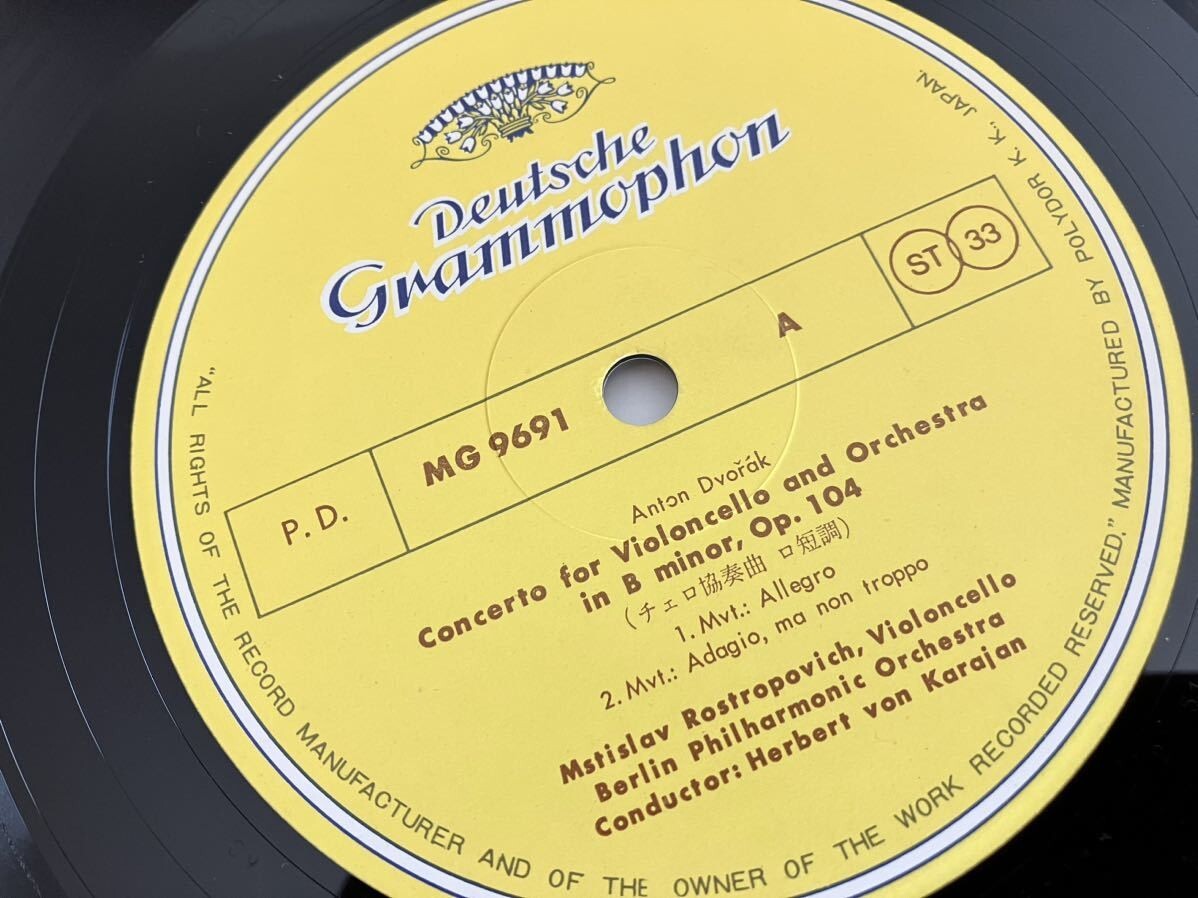 Deutsche
Grammophon
P. D.
MG 9691
A
ST 33
Anton Dvořák
Concerto for Violoncello and Orchestra
in B minor, Op. 104
(チェロ協奏曲 ロ短調)
1. Mvt.: Allegro
2. Mvt.: Adagio, ma non troppo
Mstislav Rostropovich, Violoncello
Berlin Philharmonic Orchestra
Conductor: Herbert von Karajan
"ALL RIGHTS OF THE RECORD MANUFACTURER AND OF THE OWNER OF THE WORK RECORDED RESERVED." MANUFACTURED BY POLYDOR K. K., JAPAN.